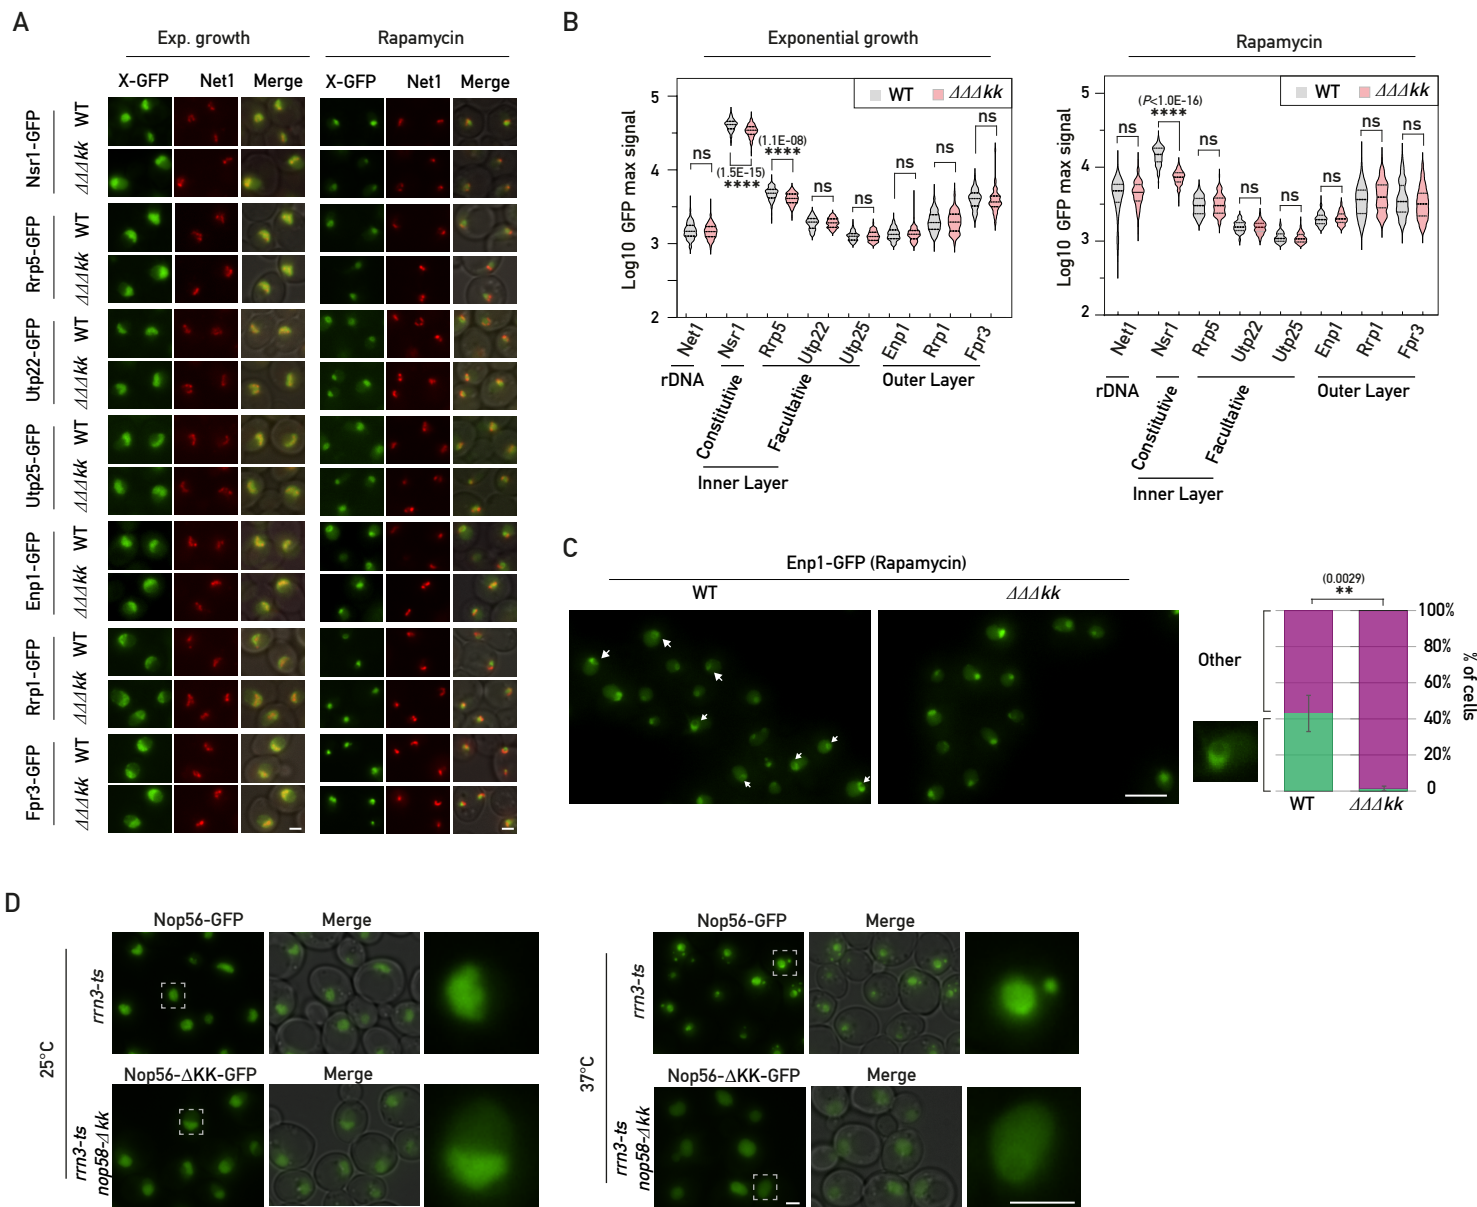 A
Exp. growth
Rapamycin
X-GFP
Net1
Merge
X-GFP
Net1
Merge
Nsr1-GFP
WT
ΔΔΔkk
Rrp5-GFP
WT
ΔΔΔkk
Utp22-GFP
WT
ΔΔΔkk
Utp25-GFP
WT
ΔΔΔkk
Enp1-GFP
WT
ΔΔΔkk
Rrp1-GFP
WT
ΔΔΔkk
Fpr3-GFP
WT
ΔΔΔkk
B
Exponential growth
WT
ΔΔΔkk
Log10 GFP max signal
5
4
3
2
ns
(1.5E-15)
****
(1.1E-08)
****
ns
ns
ns
ns
ns
Net1
Nsr1
Rrp5
Utp22
Utp25
Enp1
Rrp1
Fpr3
rDNA
Constitutive
Facultative
Outer Layer
Inner Layer
Rapamycin
WT
ΔΔΔkk
Log10 GFP max signal
5
4
3
2
ns
(P<1.0E-16)
****
ns
ns
ns
ns
ns
ns
Net1
Nsr1
Rrp5
Utp22
Utp25
Enp1
Rrp1
Fpr3
rDNA
Constitutive
Facultative
Outer Layer
Inner Layer
C
Enp1-GFP (Rapamycin)
WT
ΔΔΔkk
(0.0029)
**
Other
100%
80%
60%
40%
20%
0
% of cells
WT
ΔΔΔkk
D
25°C
Nop56-GFP
Merge
rrn3-ts
Nop56-ΔKK-GFP
Merge
rrn3-ts
nop58-Δkk
37°C
Nop56-GFP
Merge
rrn3-ts
Nop56-ΔKK-GFP
Merge
rrn3-ts
nop58-Δkk